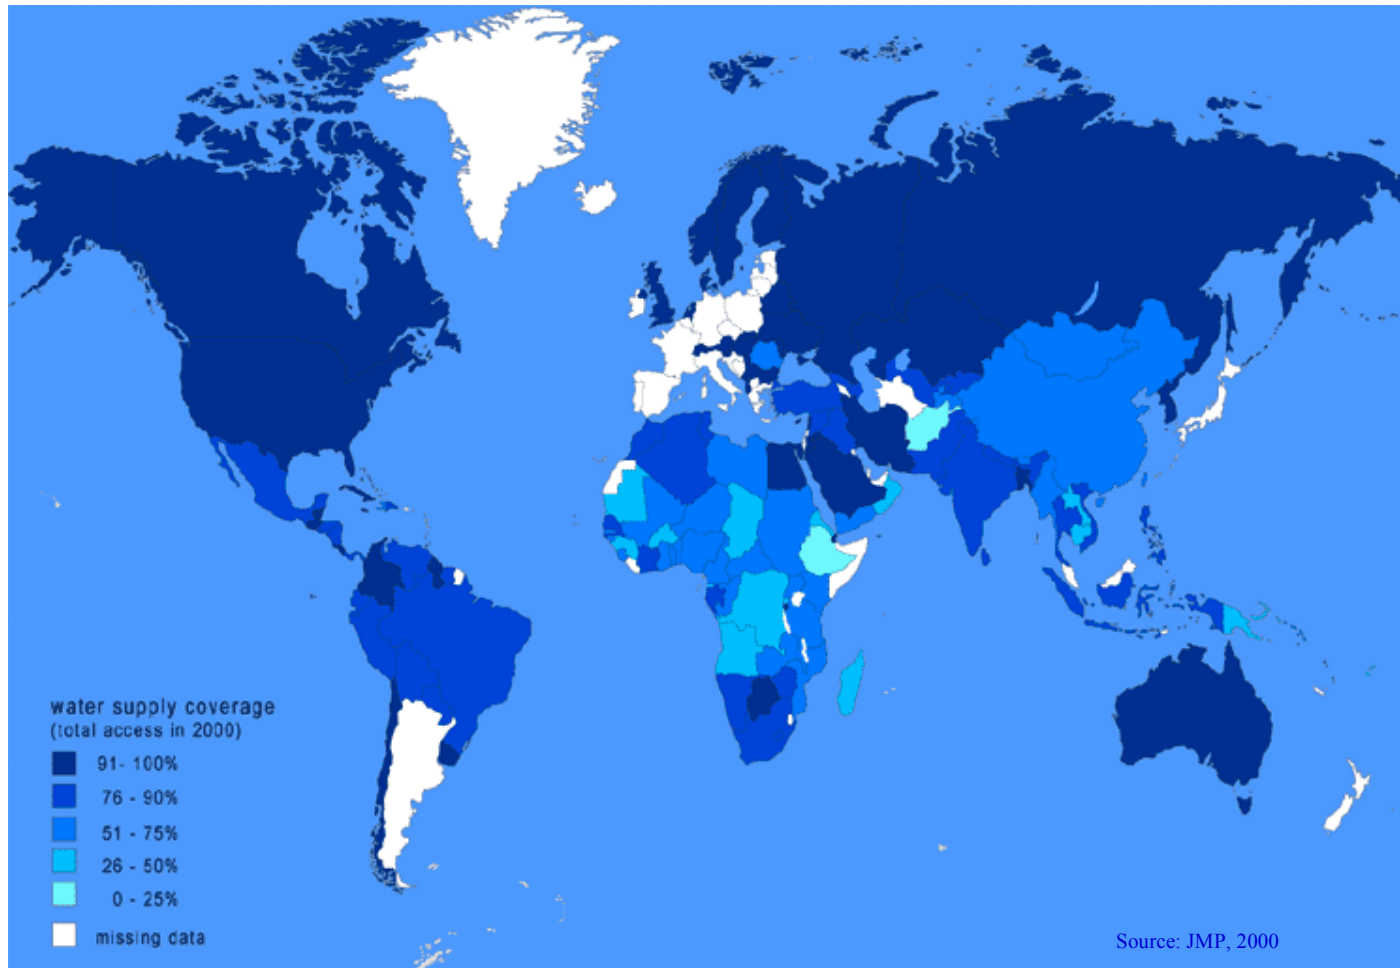 water supply coverage
(total access in 2000)
91- 100%
76 - 90%
51 - 75%
26 - 50%
0 - 25%
missing data
Source: JMP, 2000